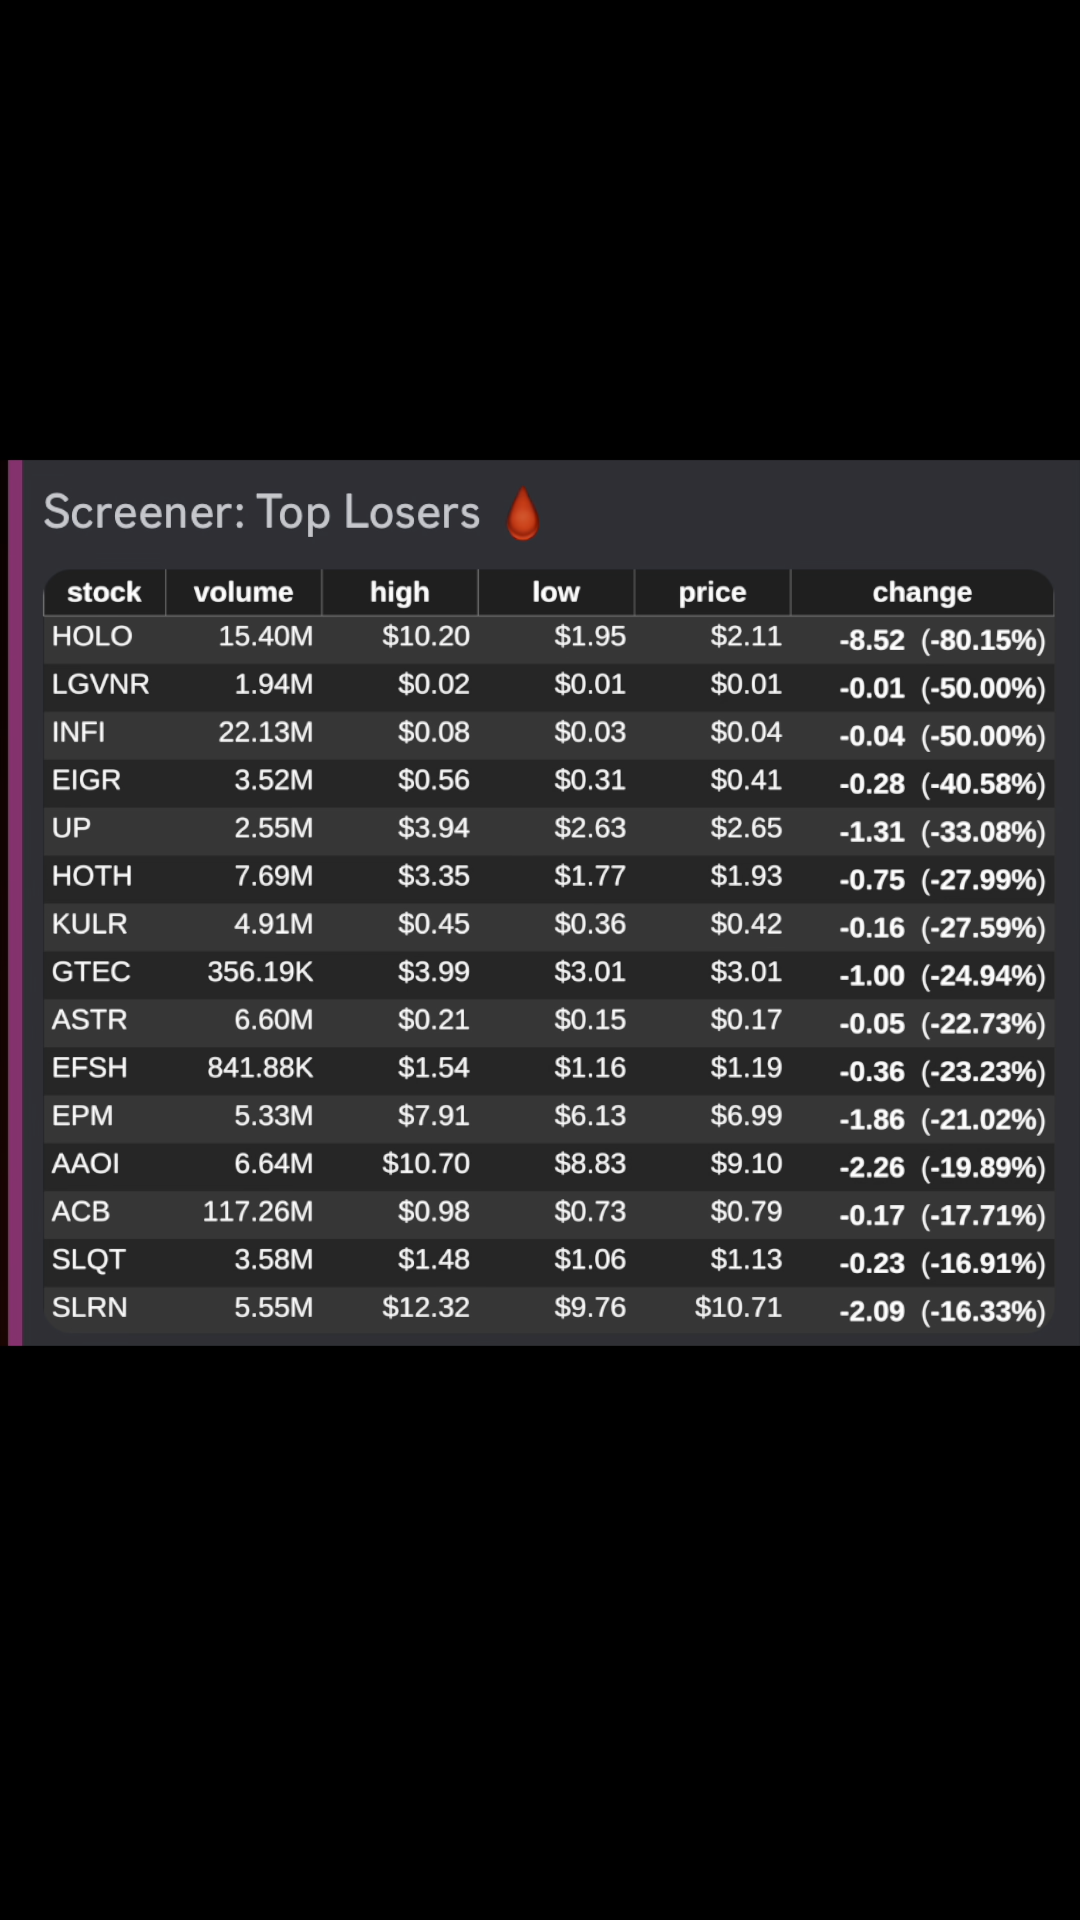 Screener: Top Losers 🩸
stock volume high low price change
HOLO 15.40M $10.20 $1.95 $2.11 -8.52 (-80.15%)
LGVNR 1.94M $0.02 $0.01 $0.01 -0.01 (-50.00%)
INFI 22.13M $0.08 $0.03 $0.04 -0.04 (-50.00%)
EIGR 3.52M $0.56 $0.31 $0.41 -0.28 (-40.58%)
UP 2.55M $3.94 $2.63 $2.65 -1.31 (-33.08%)
HOTH 7.69M $3.35 $1.77 $1.93 -0.75 (-27.99%)
KULR 4.91M $0.45 $0.36 $0.42 -0.16 (-27.59%)
GTEC 356.19K $3.99 $3.01 $3.01 -1.00 (-24.94%)
ASTR 6.60M $0.21 $0.15 $0.17 -0.05 (-22.73%)
EFSH 841.88K $1.54 $1.16 $1.19 -0.36 (-23.23%)
EPM 5.33M $7.91 $6.13 $6.99 -1.86 (-21.02%)
AAOI 6.64M $10.70 $8.83 $9.10 -2.26 (-19.89%)
ACB 117.26M $0.98 $0.73 $0.79 -0.17 (-17.71%)
SLQT 3.58M $1.48 $1.06 $1.13 -0.23 (-16.91%)
SLRN 5.55M $12.32 $9.76 $10.71 -2.09 (-16.33%)